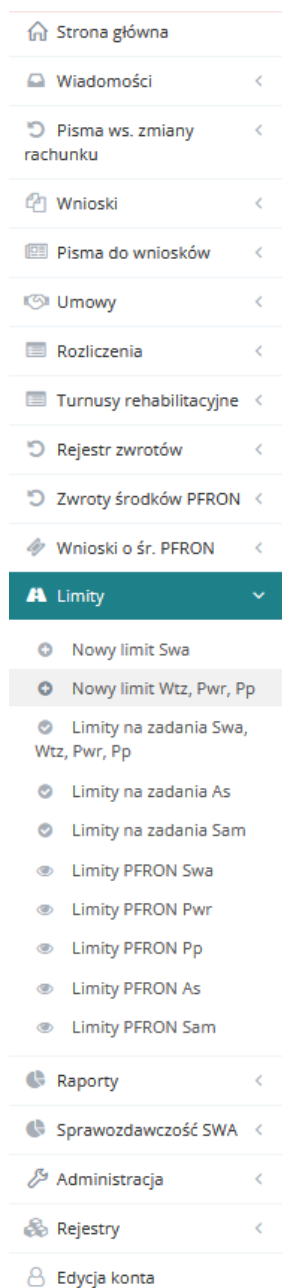 Strona główna
Wiadomości
Pisma ws. zmiany
rachunku
Wnioski
Pisma do wniosków
Umowy
Rozliczenia
Turnusy rehabilitacyjne
Rejestr zwrotów
Zwroty środków PFRON
Wnioski o śr. PFRON
Limity
Nowy limit Swa
Nowy limit Wtz, Pwr, Pp
Limity na zadania Swa,
Wtz, Pwr, Pp
Limity na zadania As
Limity na zadania Sam
Limity PFRON Swa
Limity PFRON Pwr
Limity PFRON Pp
Limity PFRON As
Limity PFRON Sam
Raporty
Sprawozdawczość SWA
Administracja
Rejestry
Edycja konta